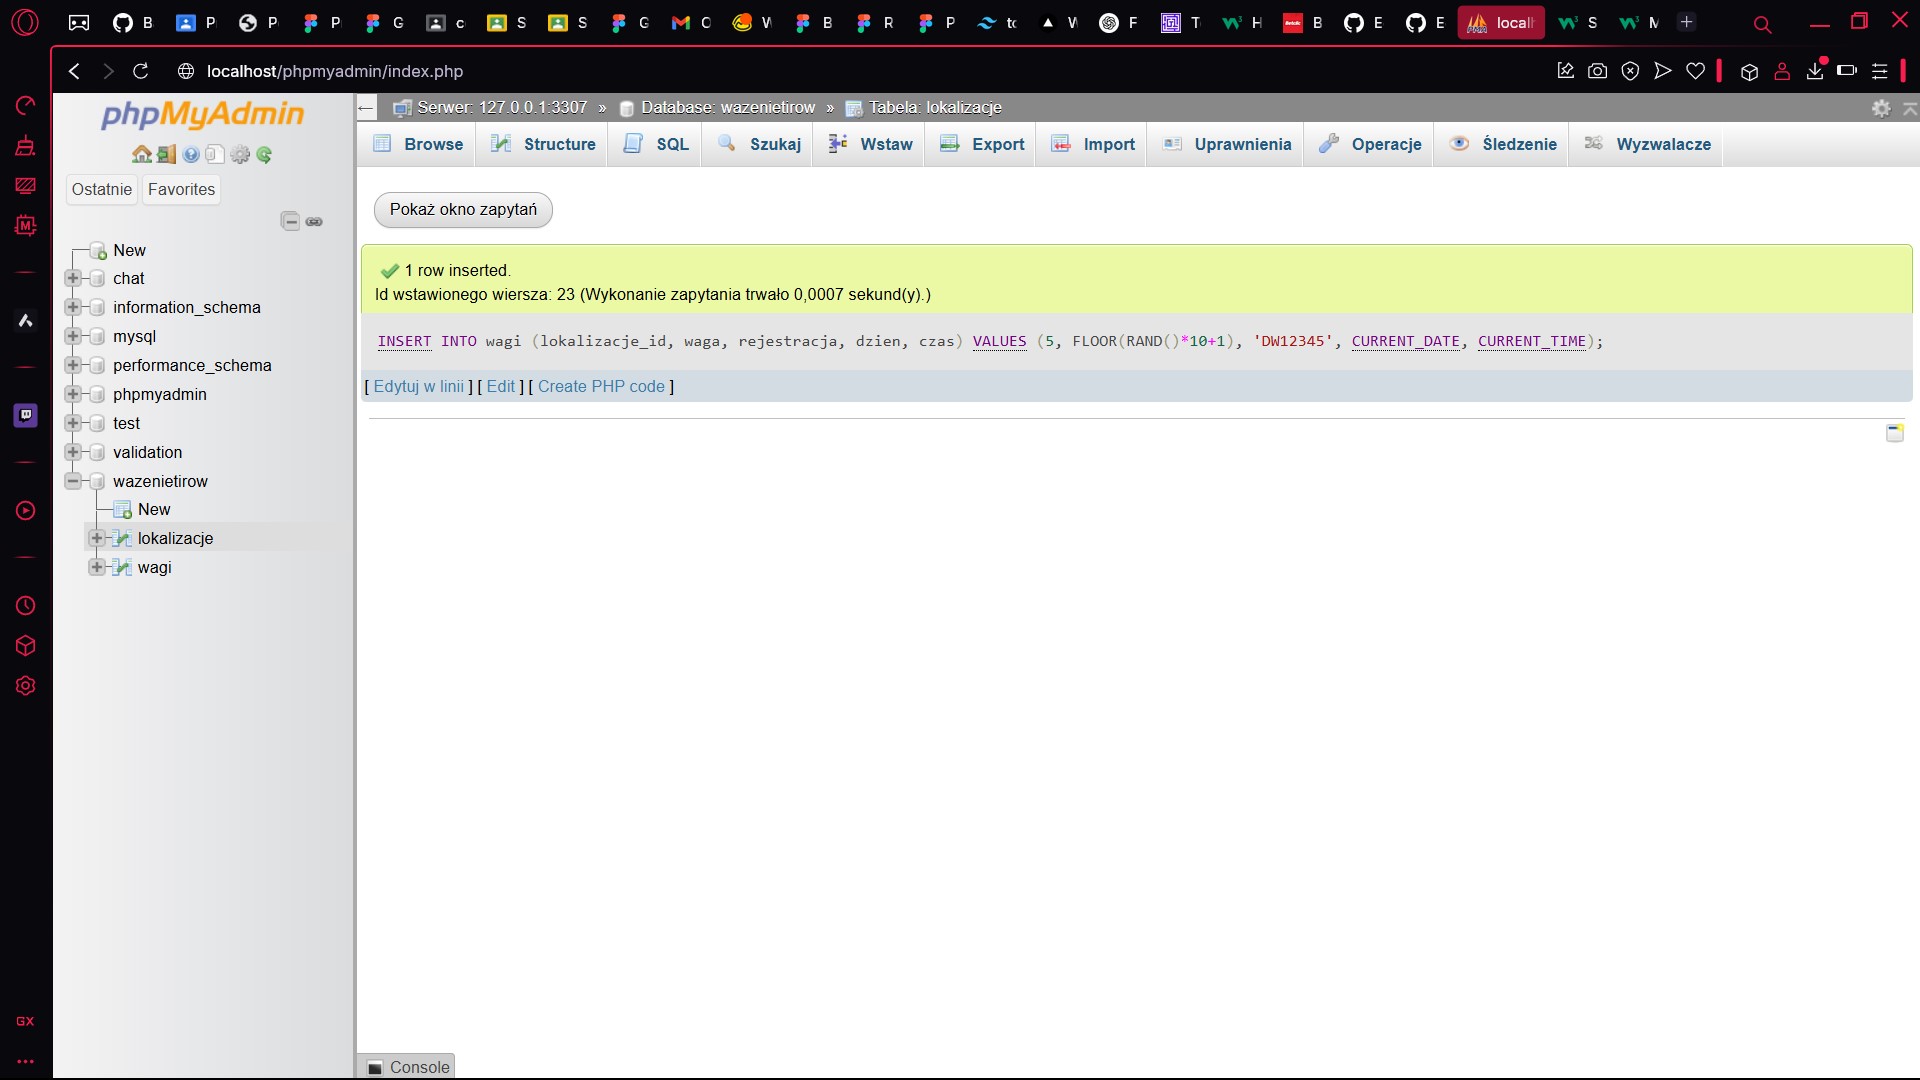 B P P P G c S S G O W B R P tc W F T H B E E locall S M
localhost/phpmyadmin/index.php
phpMyAdmin
Serwer: 127.0.0.1:3307 » Database: wazenietirow » Tabela: lokalizacje
Browse Structure SQL Szukaj Wstaw Export Import Uprawnienia Operacje Śledzenie Wyzwalacze
Ostatnie Favorites
New
chat
information_schema
mysql
performance_schema
phpmyadmin
test
validation
wazenietirow
New
lokalizacje
wagi
Pokaż okno zapytań
1 row inserted.
Id wstawionego wiersza: 23 (Wykonanie zapytania trwało 0,0007 sekund(y).)
INSERT INTO wagi (lokalizacje_id, waga, rejestracja, dzien, czas) VALUES (5, FLOOR(RAND()*10+1), 'DW12345', CURRENT_DATE, CURRENT_TIME);
[ Edytuj w linii ] [ Edit ] [ Create PHP code ]
Console
GX